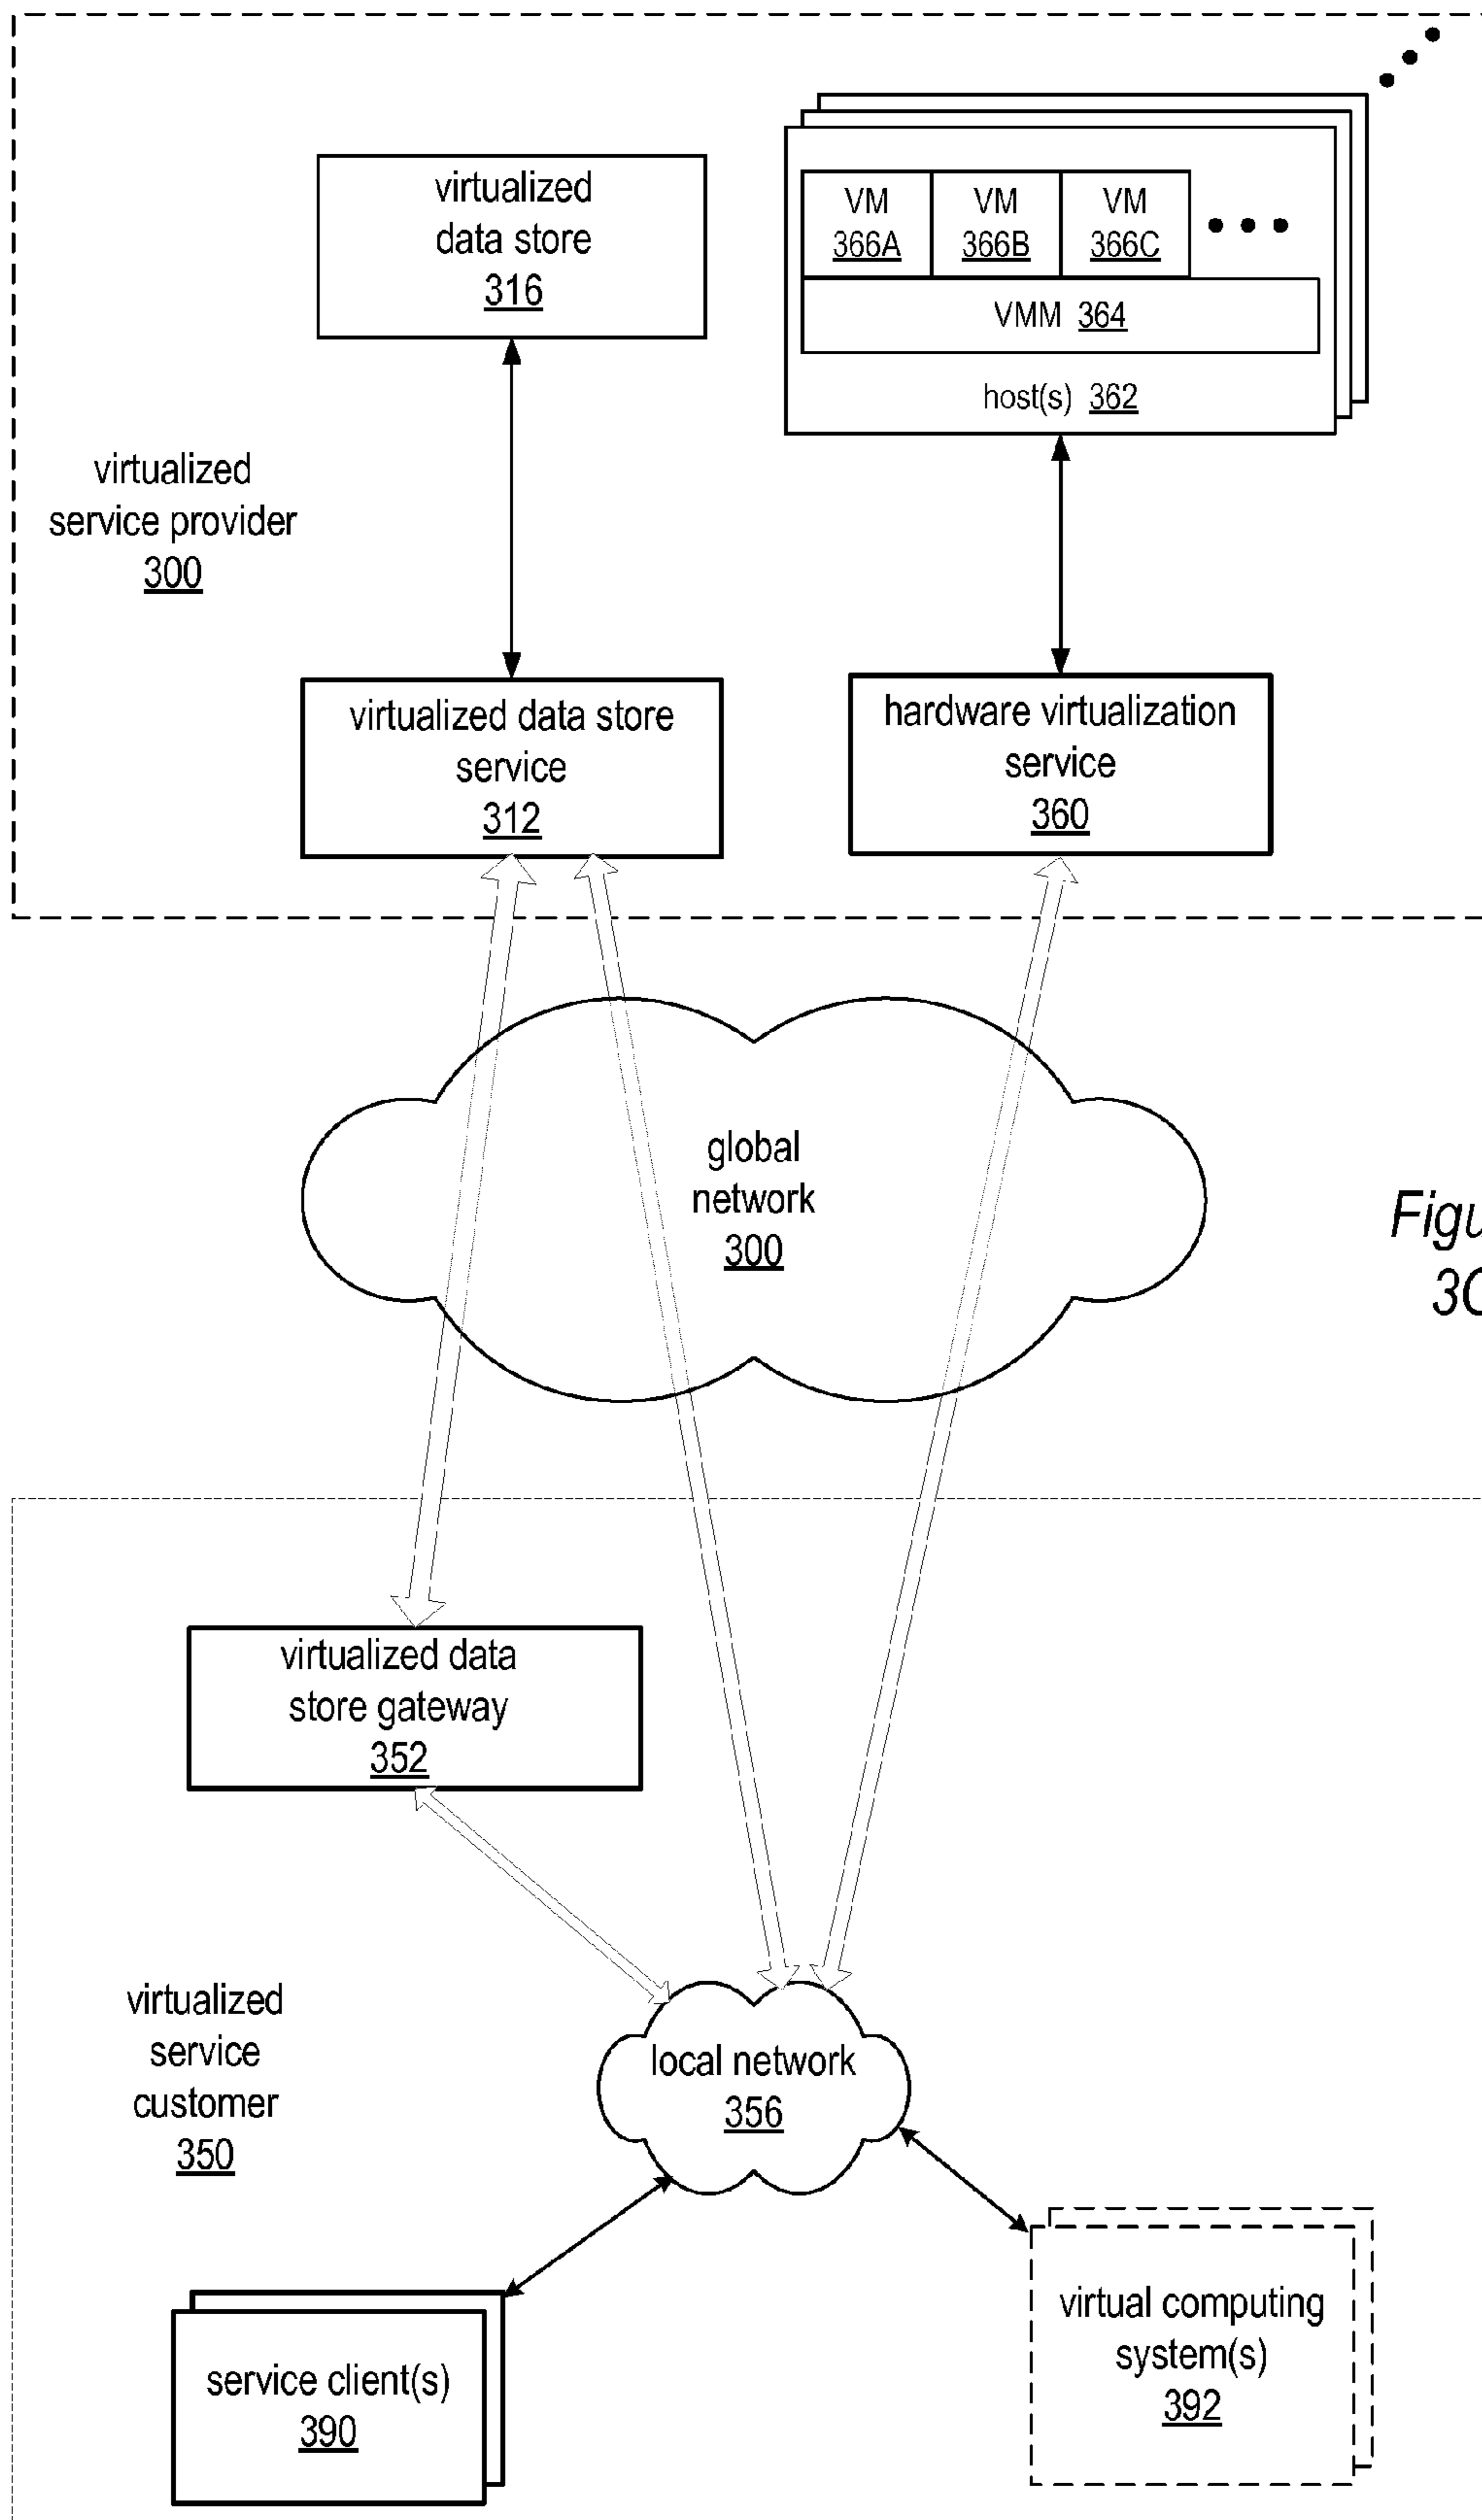 virtualized
data store
316
VM
366A
VM
366B
VM
366C
VMM 364
host(s) 362
virtualized
service provider
300
virtualized data store
service
312
hardware virtualization
service
360
global
network
300
Figu
3C
virtualized data
store gateway
352
virtualized
service
customer
350
local network
356
service client(s)
390
virtual computing
system(s)
392